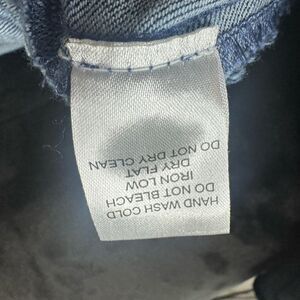 HAND WASH COLD
DO NOT BLEACH
IRON LOW
DRY FLAT
DO NOT DRY CLEAN